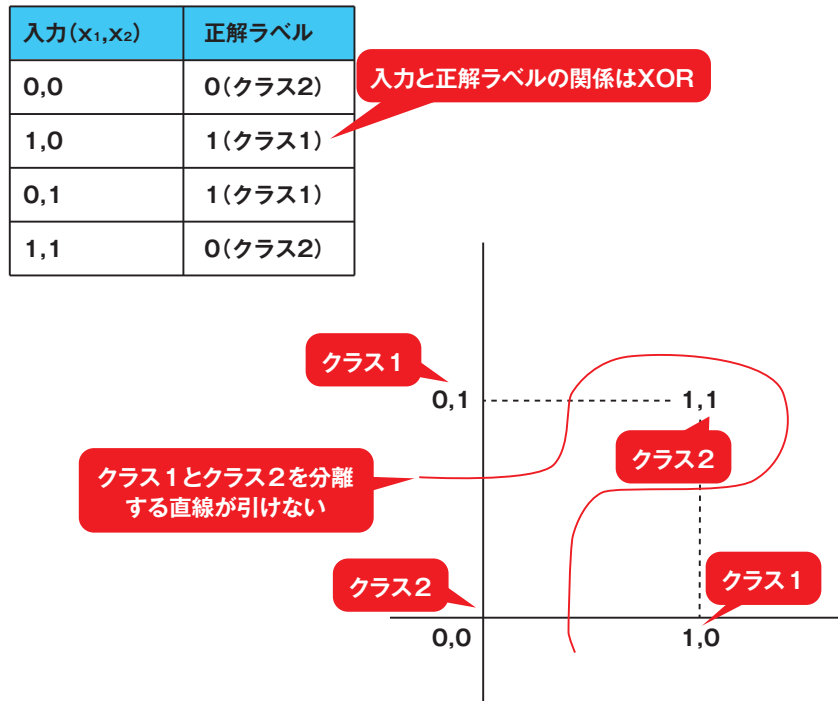 入力(x₁,x₂) 正解ラベル
0,0 0(クラス2)
1,0 1(クラス1)
0,1 1(クラス1)
1,1 0(クラス2)
入力と正解ラベルの関係はXOR
クラス1
0,1
1,1
クラス2
クラス1とクラス2を分離
する直線が引けない
クラス2
クラス1
0,0
1,0